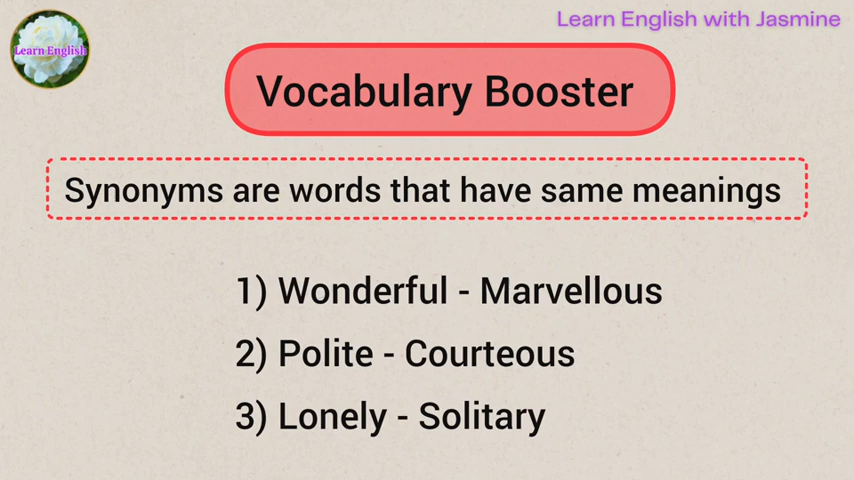 Learn English with Jasmine
Learn English
Vocabulary Booster
Synonyms are words that have same meanings
1) Wonderful - Marvellous
2) Polite - Courteous
3) Lonely - Solitary